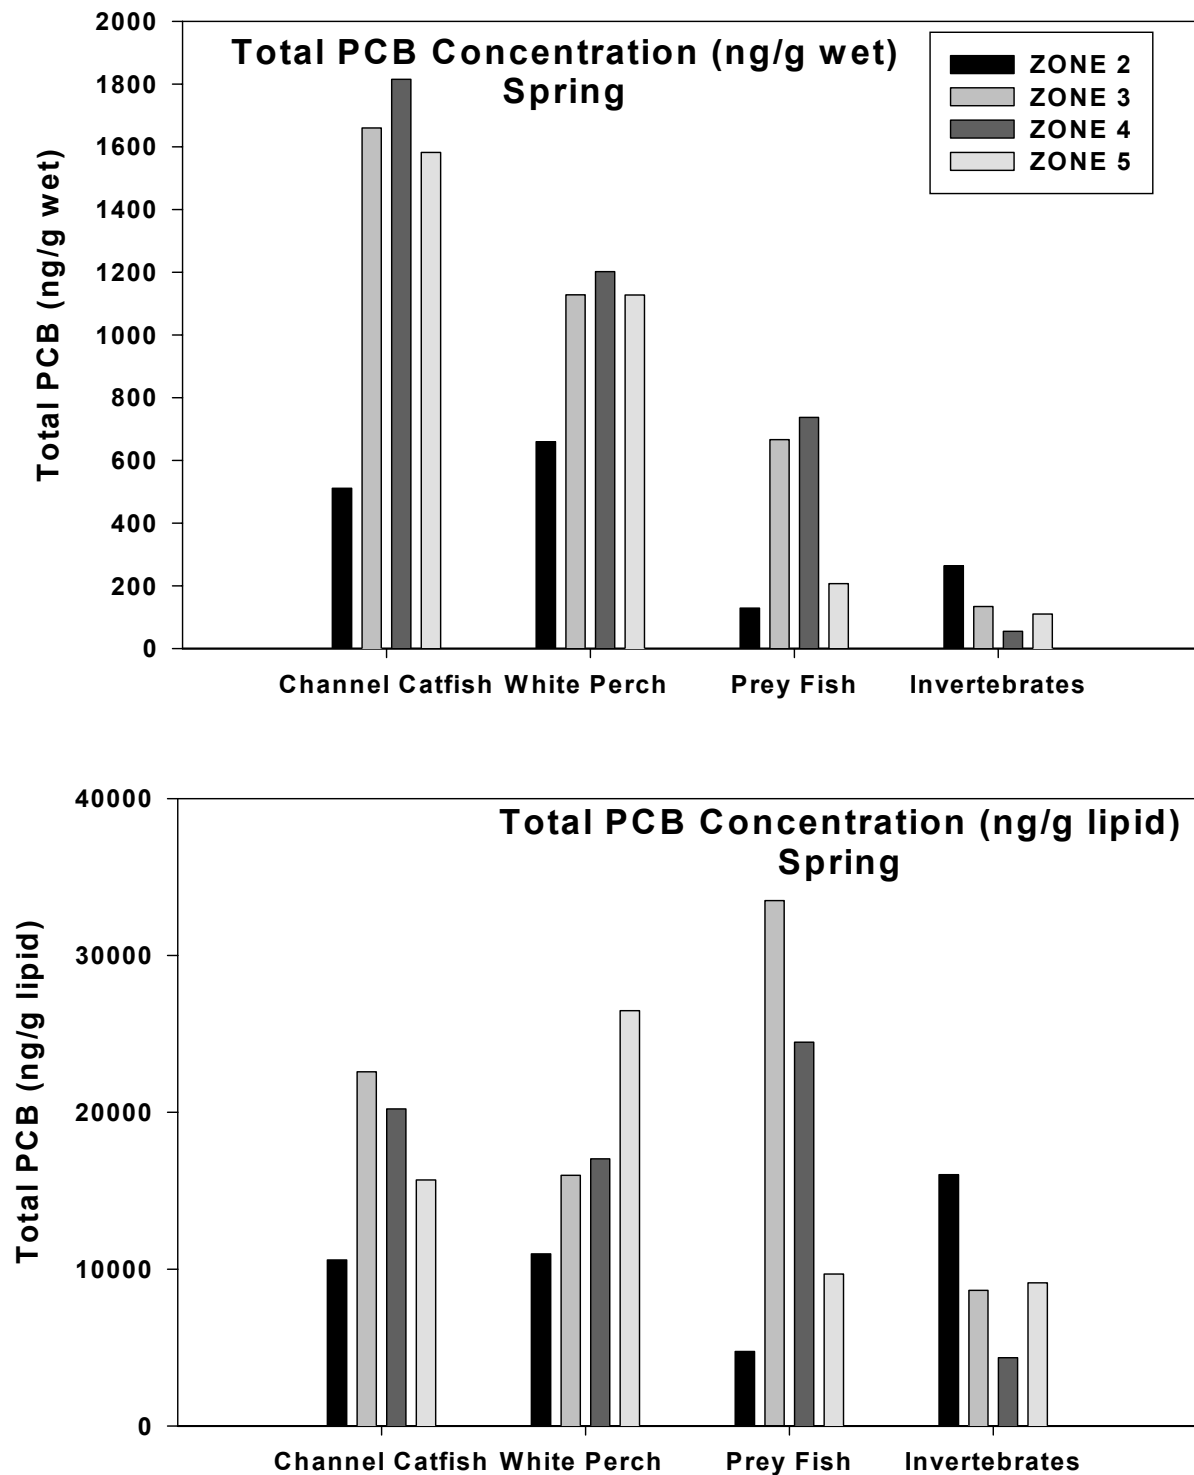 Total PCB Concentration (ng/g wet)
Spring
ZONE 2
ZONE 3
ZONE 4
ZONE 5
Total PCB (ng/g wet)
2000
1800
1600
1400
1200
1000
800
600
400
200
0
Channel Catfish White Perch Prey Fish Invertebrates
Total PCB Concentration (ng/g lipid)
Spring
Total PCB (ng/g lipid)
40000
30000
20000
10000
0
Channel Catfish White Perch Prey Fish Invertebrates